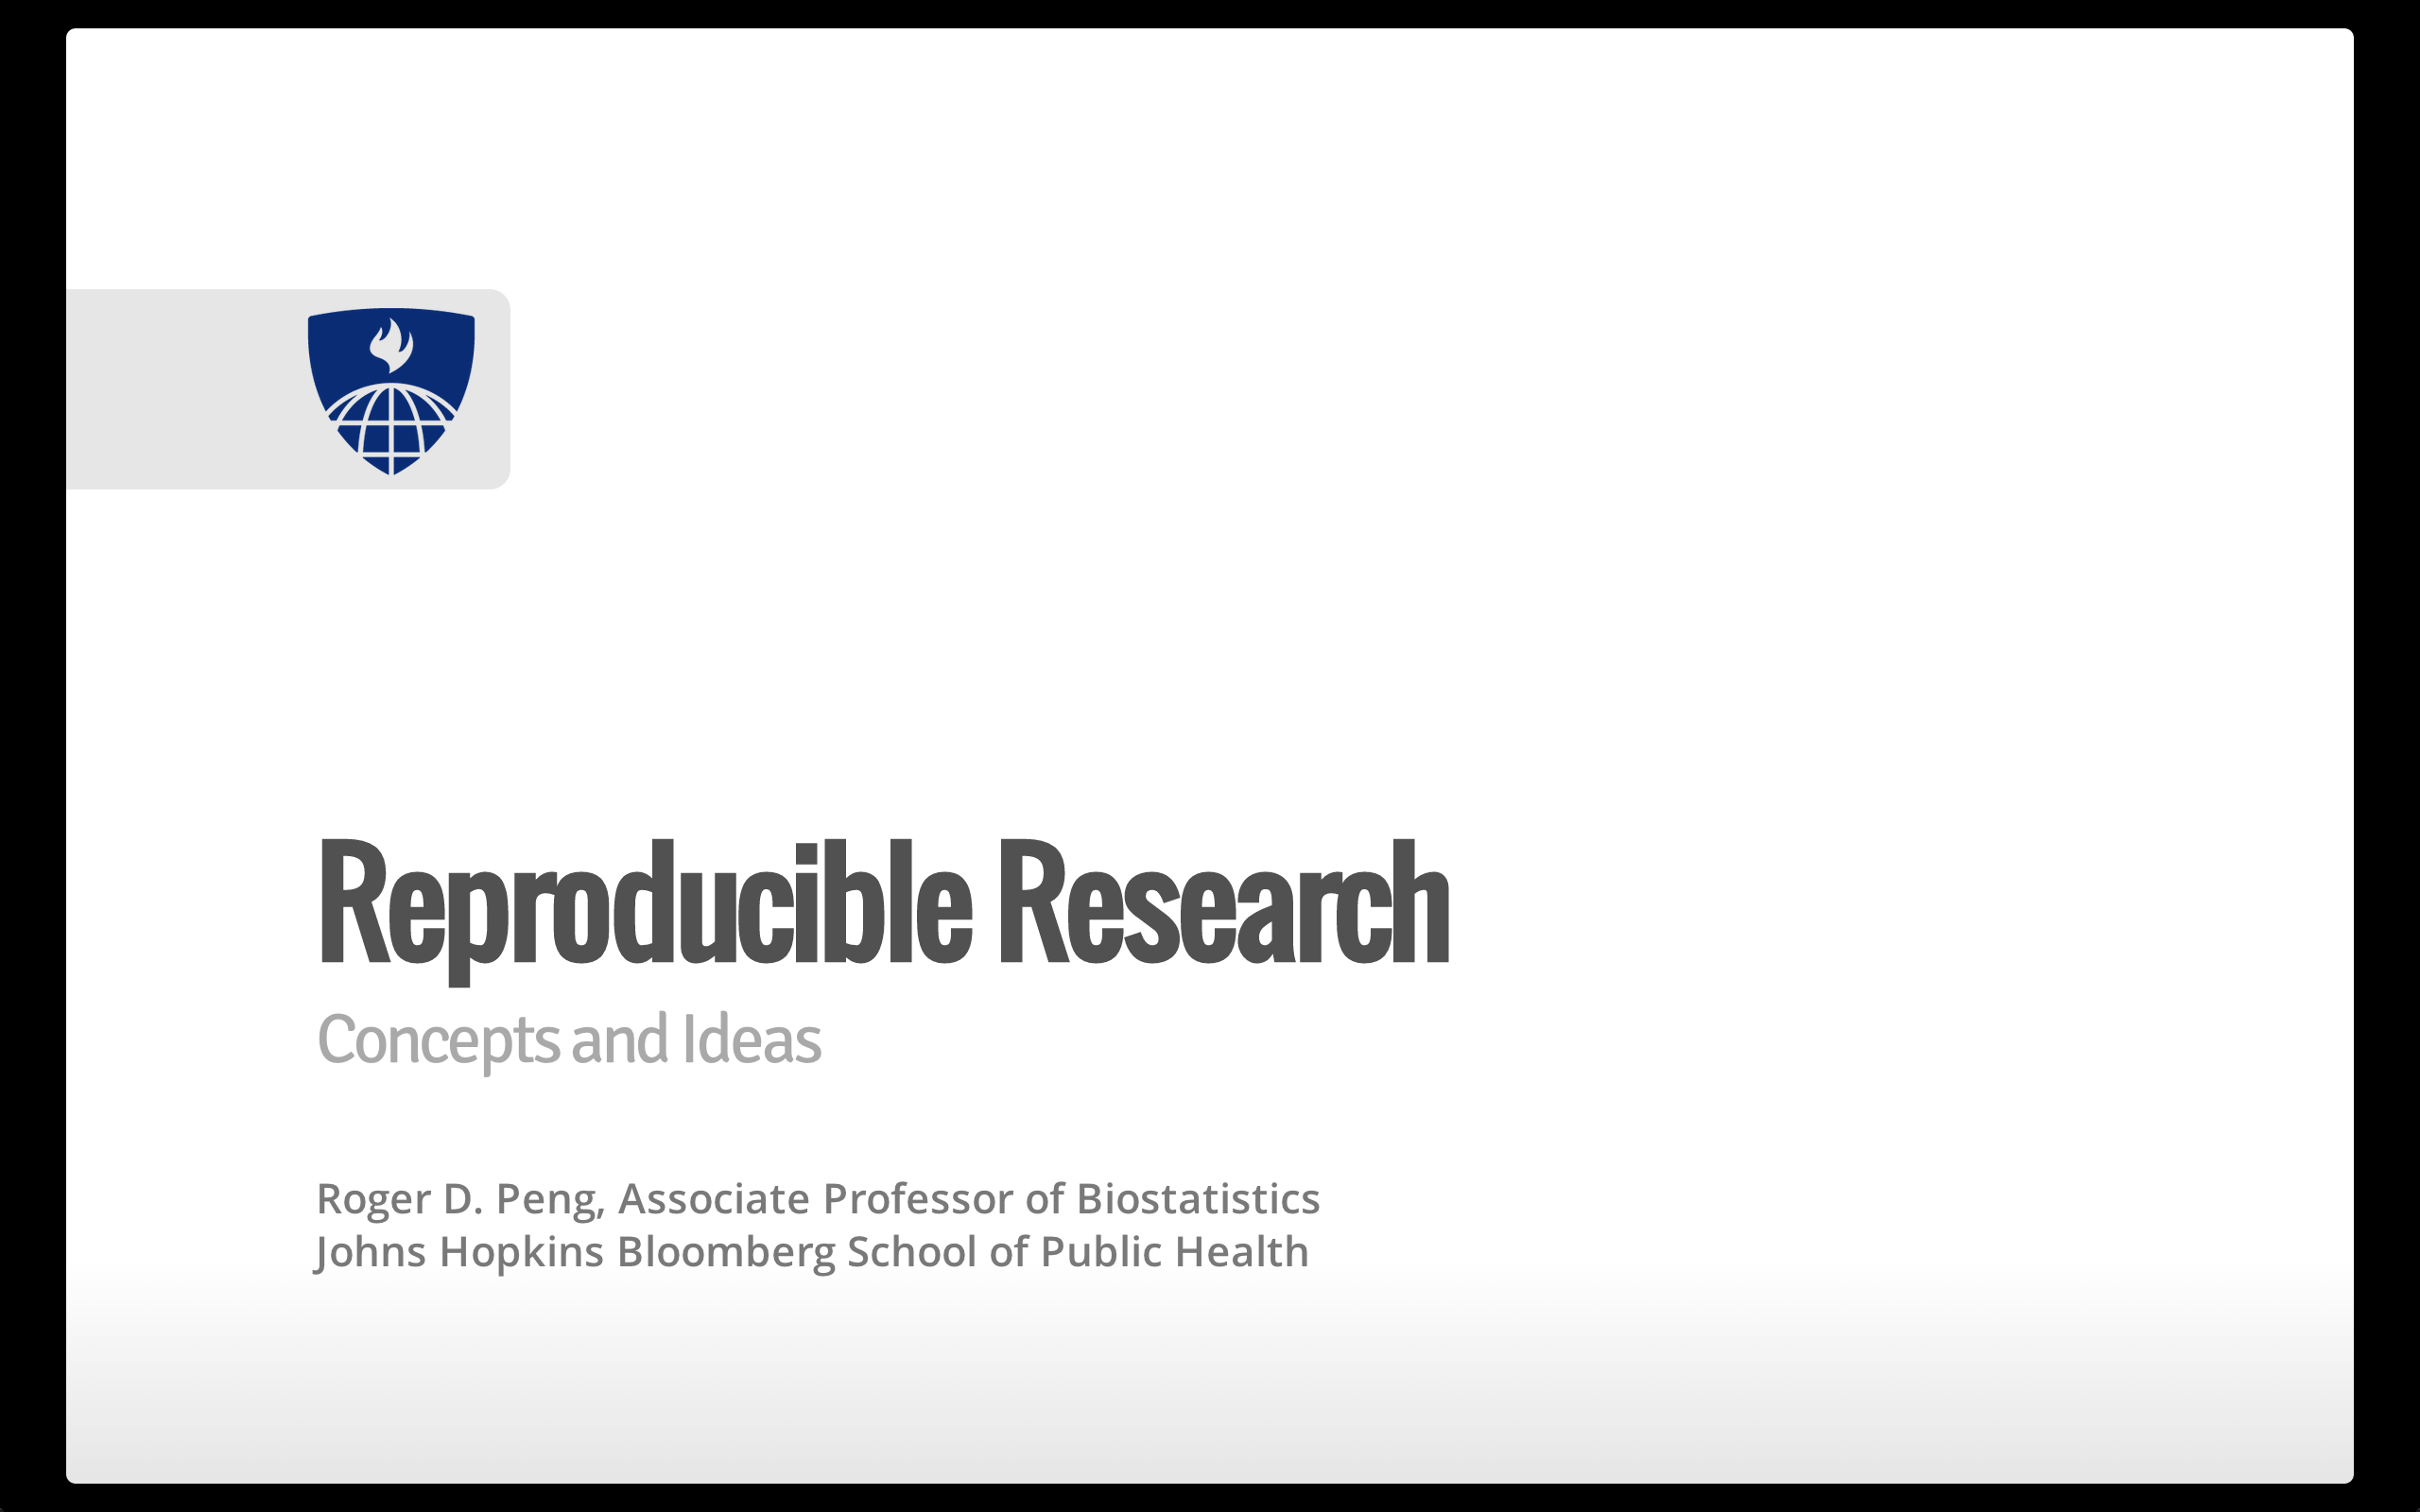 Reproducible Research
Concepts and Ideas
Roger D. Peng, Associate Professor of Biostatistics
Johns Hopkins Bloomberg School of Public Health